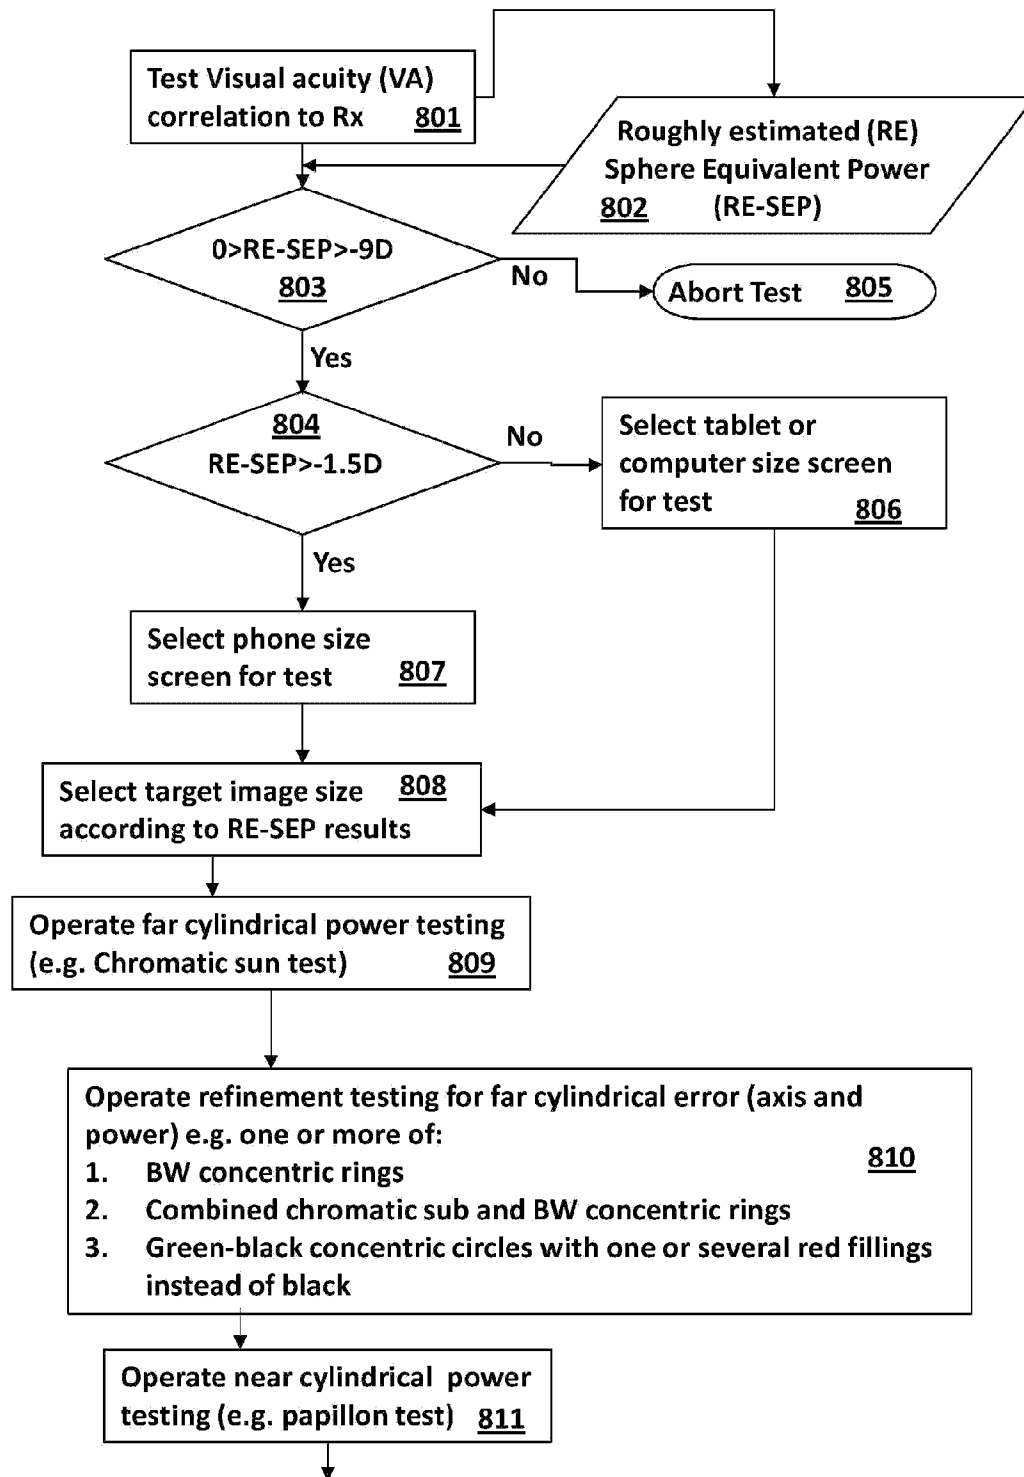 Test Visual acuity (VA)
correlation to Rx 801
Roughly estimated (RE)
Sphere Equivalent Power
802 (RE-SEP)
0>RE-SEP>-9D
803
No
Abort Test 805
Yes
804
RE-SEP>-1.5D
No
Select tablet or
computer size screen
for test 806
Yes
Select phone size
screen for test 807
Select target image size 808
according to RE-SEP results
Operate far cylindrical power testing
(e.g. Chromatic sun test) 809
Operate refinement testing for far cylindrical error (axis and
power) e.g. one or more of: 810
1. BW concentric rings
2. Combined chromatic sub and BW concentric rings
3. Green-black concentric circles with one or several red fillings
instead of black
Operate near cylindrical power
testing (e.g. papillon test) 811